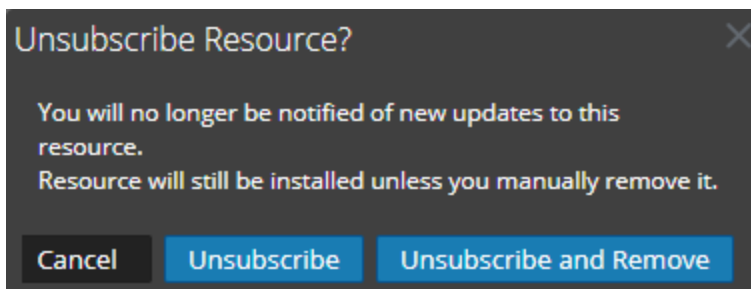 Unsubscribe Resource?
You will no longer be notified of new updates to this
resource.
Resource will still be installed unless you manually remove it.
Cancel Unsubscribe Unsubscribe and Remove